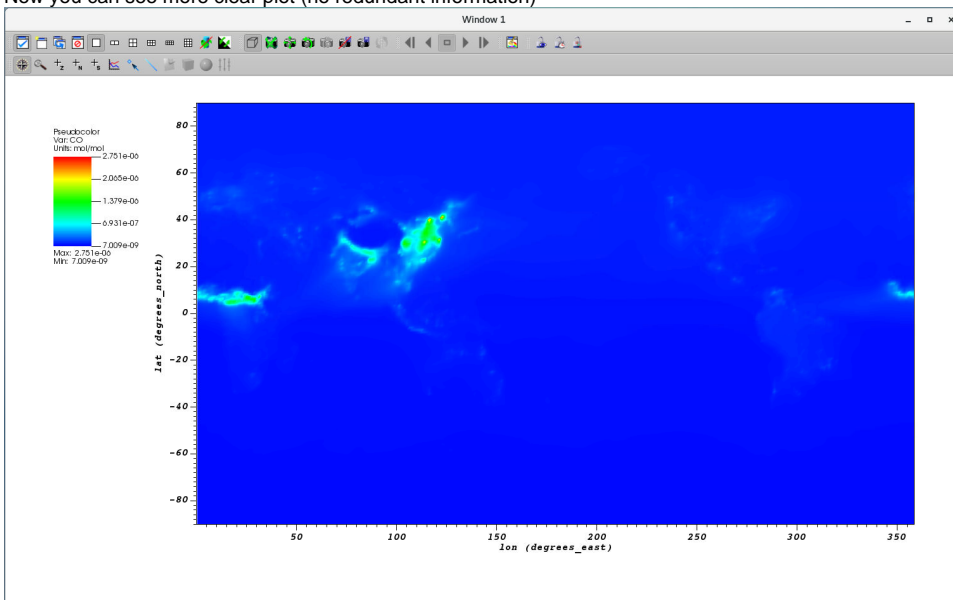 Now you can see more clear plot (no redundant information)
Window 1
Pseudocolor
Var: CO
Units: mol/mol
2.751e-06
2.065e-06
1.379e-06
6.931e-07
7.009e-09
Max: 2.751e-06
Min: 7.009e-09
lat (degrees_north)
80
60
40
20
0
-20
-40
-60
-80
50
100
150
200
250
300
350
lon (degrees_east)